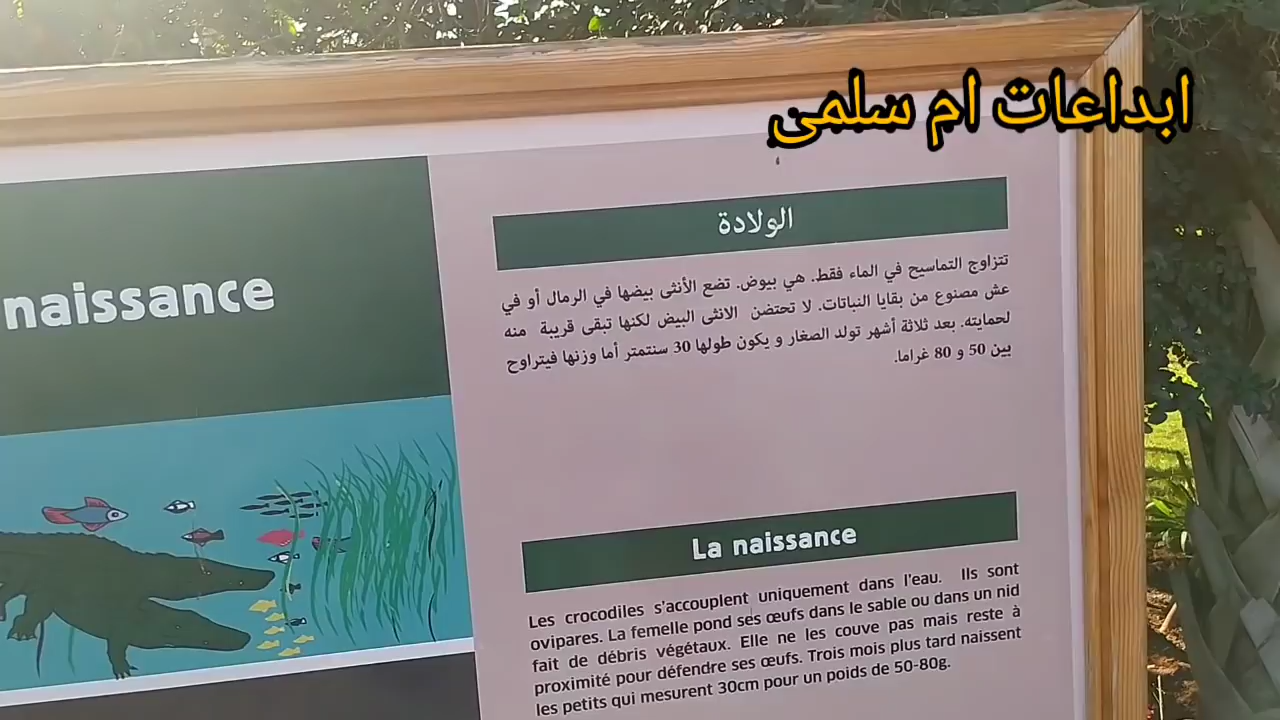 ابداعات ام سلمى
naissance
الولادة
تتزاوج التماسيح في الماء فقط. هي بيوض. تضع الأنثى بيضها في الرمال أو في
عش مصنوع من بقايا النباتات. لا تحتضن الانثى البيض لكنها تبقى قريبة منه
لحمايته. بعد ثلاثة أشهر تولد الصغار و يكون طولها 30 سنتمتر أما وزنها فيتراوح
بين 50 و 80 غراما.
La naissance
Les crocodiles s'accouplent uniquement dans l'eau. Ils sont
ovipares. La femelle pond ses œufs dans le sable ou dans un nid
fait de débris végétaux. Elle ne les couve pas mais reste à
proximité pour défendre ses œufs. Trois mois plus tard naissent
les petits qui mesurent 30cm pour un poids de 50-80g.